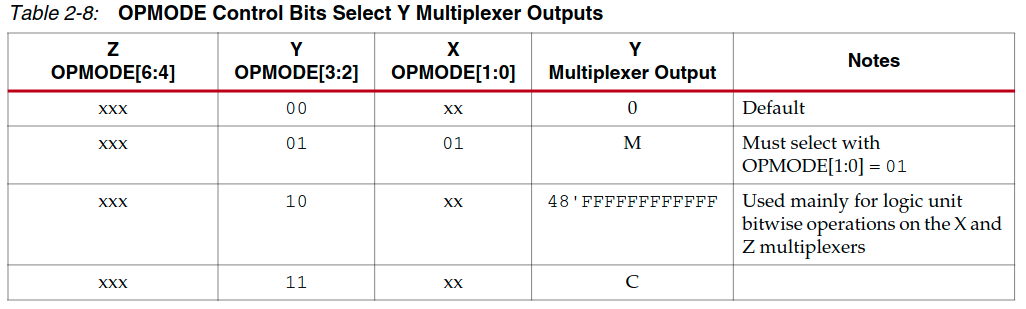 Table 2-8: OPMODE Control Bits Select Y Multiplexer Outputs
Z
OPMODE[6:4]
Y
OPMODE[3:2]
X
OPMODE[1:0]
Y
Multiplexer Output
Notes
xxx 00 xx 0 Default
xxx 01 01 M Must select with
OPMODE[1:0] = 01
xxx 10 xx 48'FFFFFFFFFFFF Used mainly for logic unit
bitwise operations on the X and
Z multiplexers
xxx 11 xx C